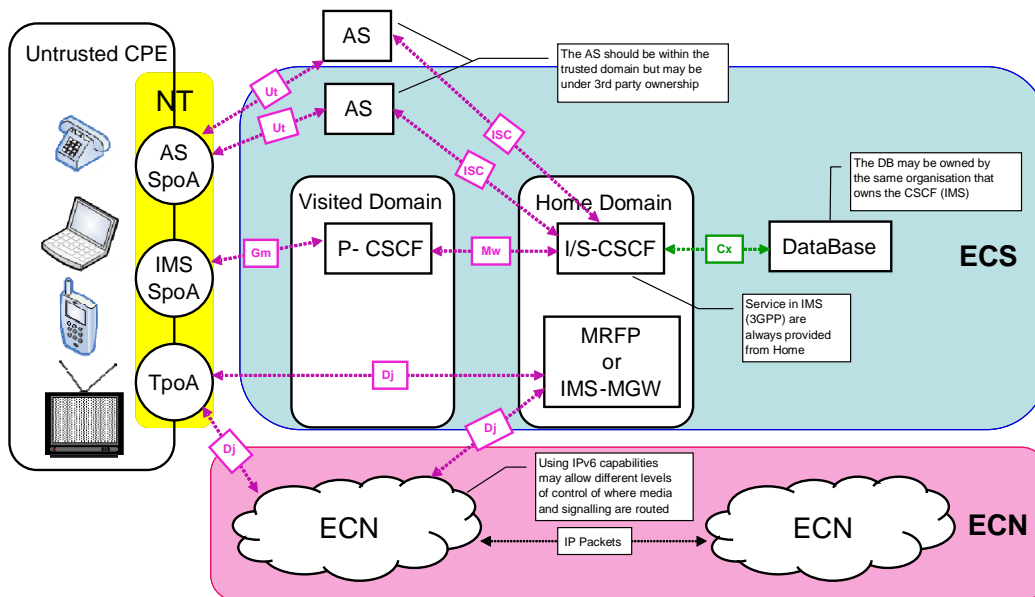 Untrusted CPE
NT
AS
SpoA
IMS
SpoA
TpoA
AS
AS
Ut
Ut
ISC
ISC
The AS should be within the
trusted domain but may be
under 3rd party ownership
The DB may be owned by
the same organisation that
owns the CSCF (IMS)
Visited Domain
P- CSCF
Home Domain
I/S-CSCF
Gm
Mw
Cx
DataBase
ECS
Service in IMS
(3GPP) are
always provided
from Home
MRFP
or
IMS-MGW
Dj
Dj
Dj
Using IPv6 capabilities
may allow different levels
of control of where media
and signalling are routed
ECN
IP Packets
ECN
ECN